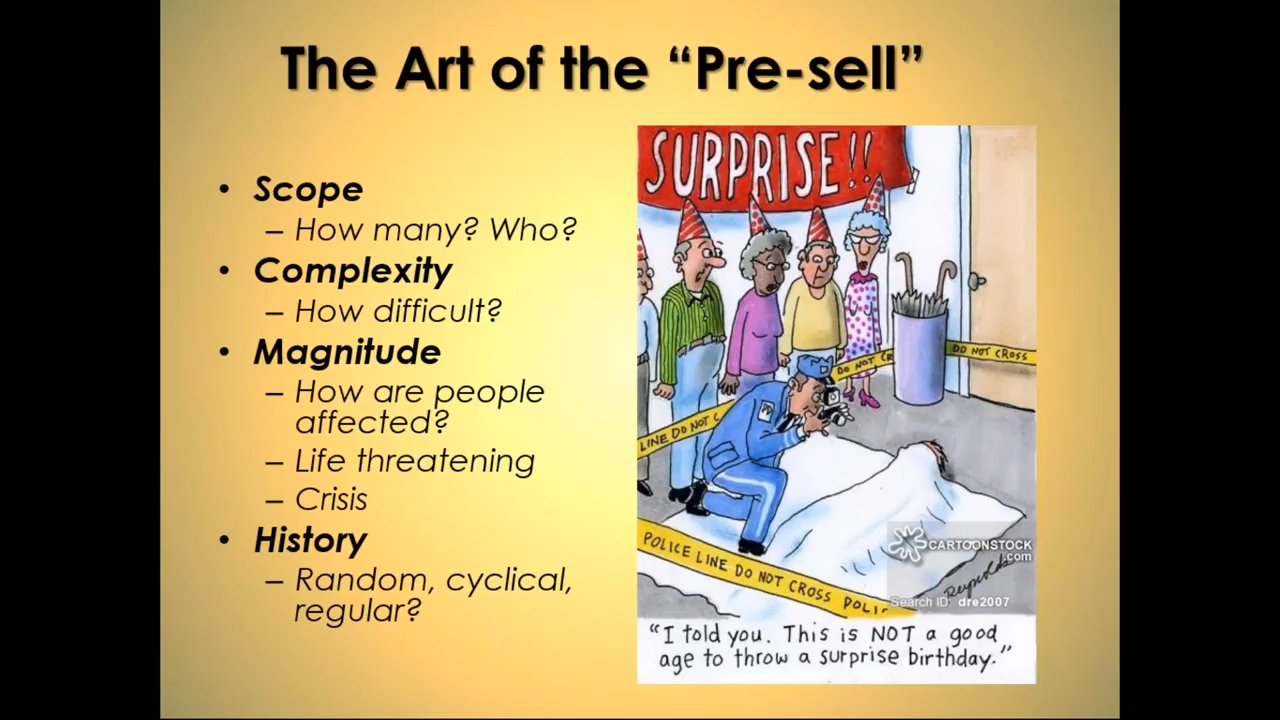 The Art of the “Pre-sell”
• Scope
– How many? Who?
• Complexity
– How difficult?
• Magnitude
– How are people
affected?
– Life threatening
– Crisis
• History
– Random, cyclical,
regular?
SURPRISE!!
DO NOT CR
DO NOT CROSS
LINE DO NOT C
POLICE LINE DO NOT CROSS POLI
CARTOONSTOCK
.com
Reynolds
Search ID: dre2007
“I told you. This is NOT a good
age to throw a surprise birthday.”